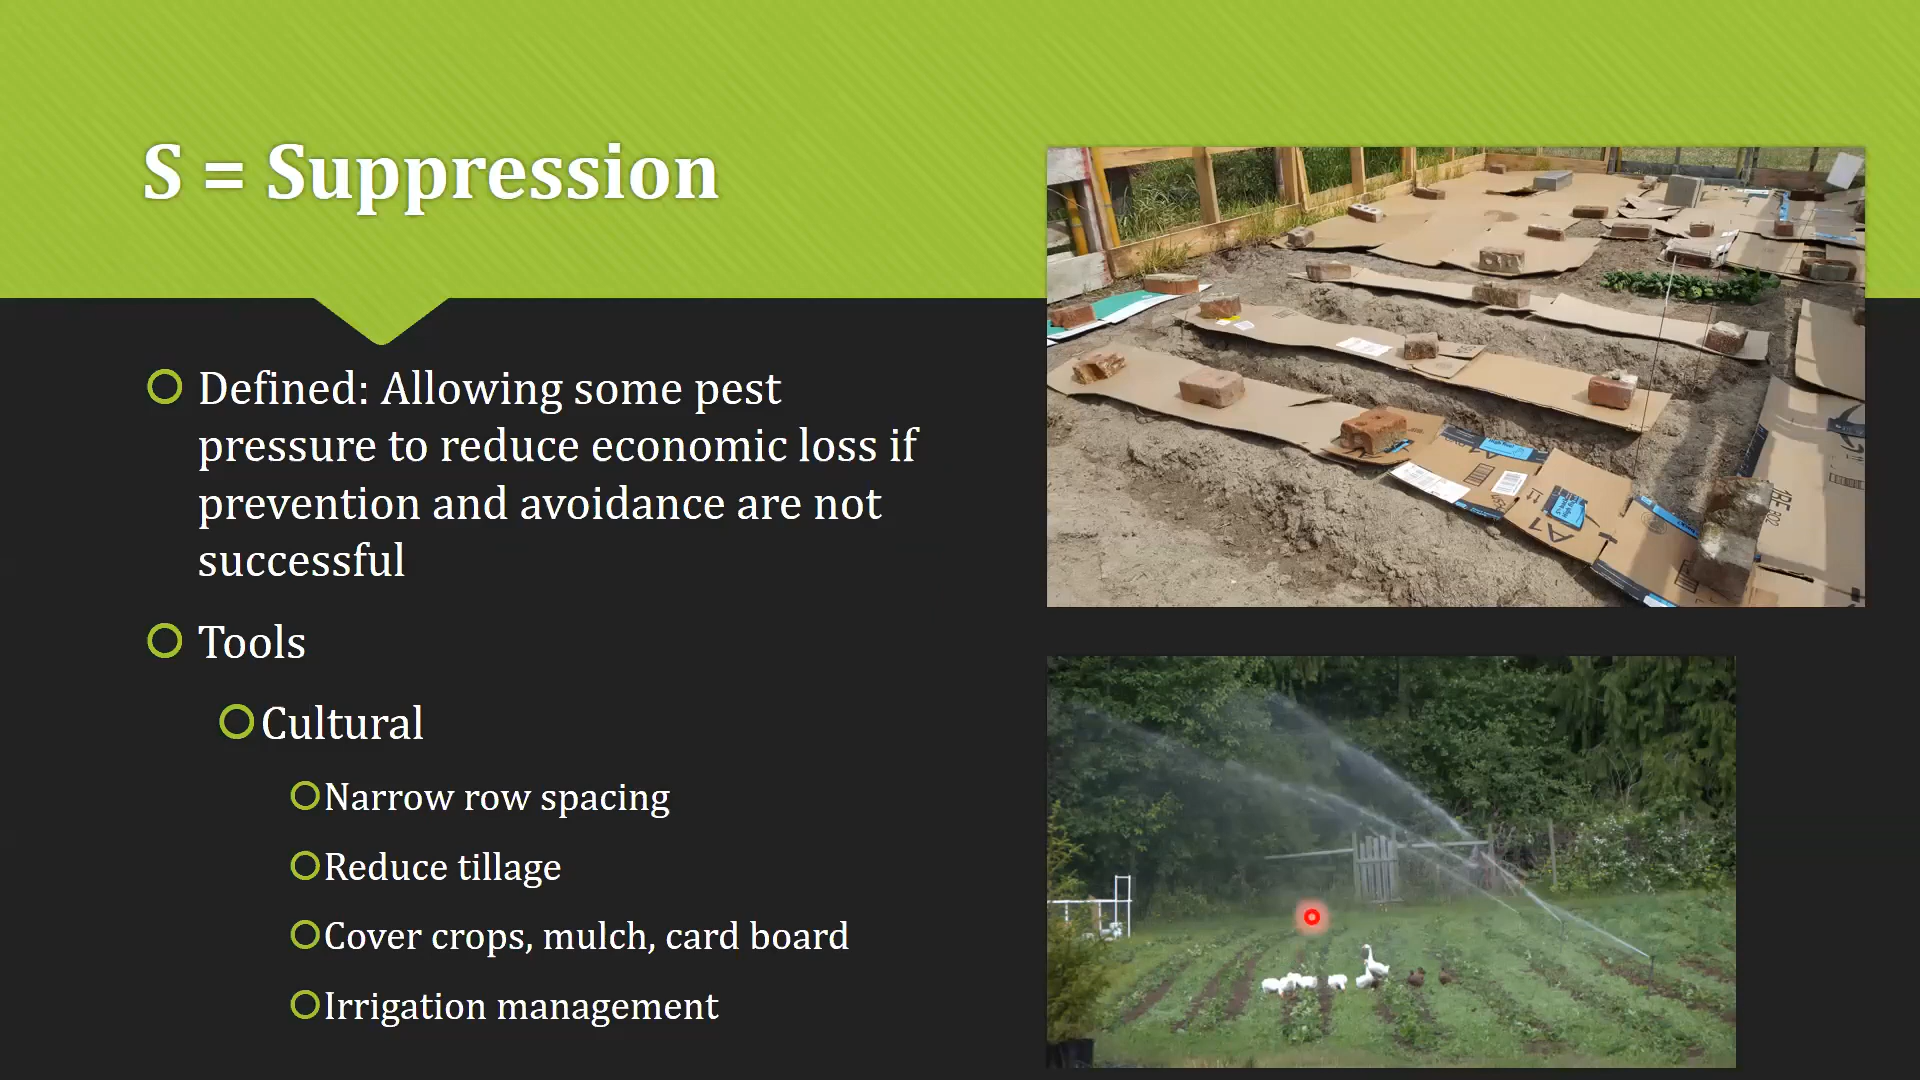 S = Suppression
Defined: Allowing some pest
pressure to reduce economic loss if
prevention and avoidance are not
successful
Tools
Cultural
Narrow row spacing
Reduce tillage
Cover crops, mulch, card board
Irrigation management